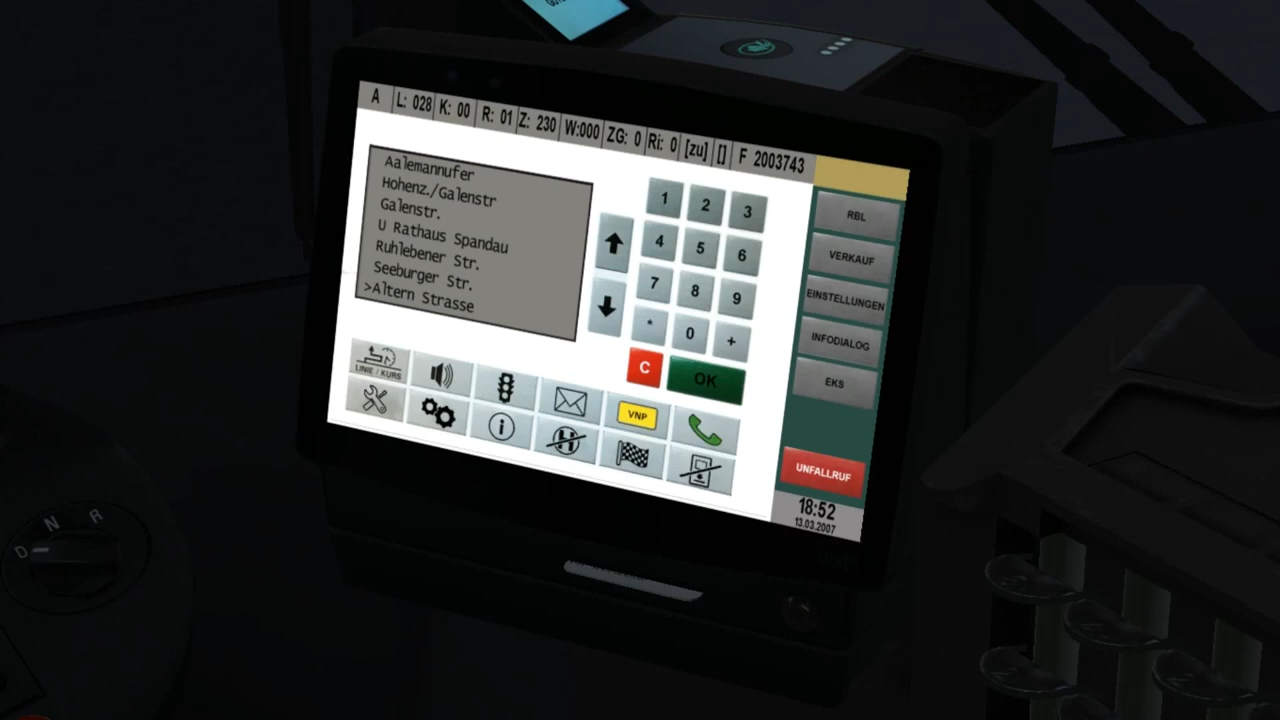 A L: 028 K: 00 R: 01 Z: 230 W:000 ZG: 0 Ri: 0 [zu] [] F 2003743
Aalemannufer
Hohenz./Galenstr
Galenstr.
U Rathaus Spandau
Ruhlebener Str.
Seeburger Str.
>Altern Strasse
1 2 3
4 5 6
7 8 9
* 0 +
C OK
LINIE / KURS
VNP
i
H
RBL
VERKAUF
EINSTELLUNGEN
INFODIALOG
EKS
UNFALLRUF
18:52
13.03.2007
D N R